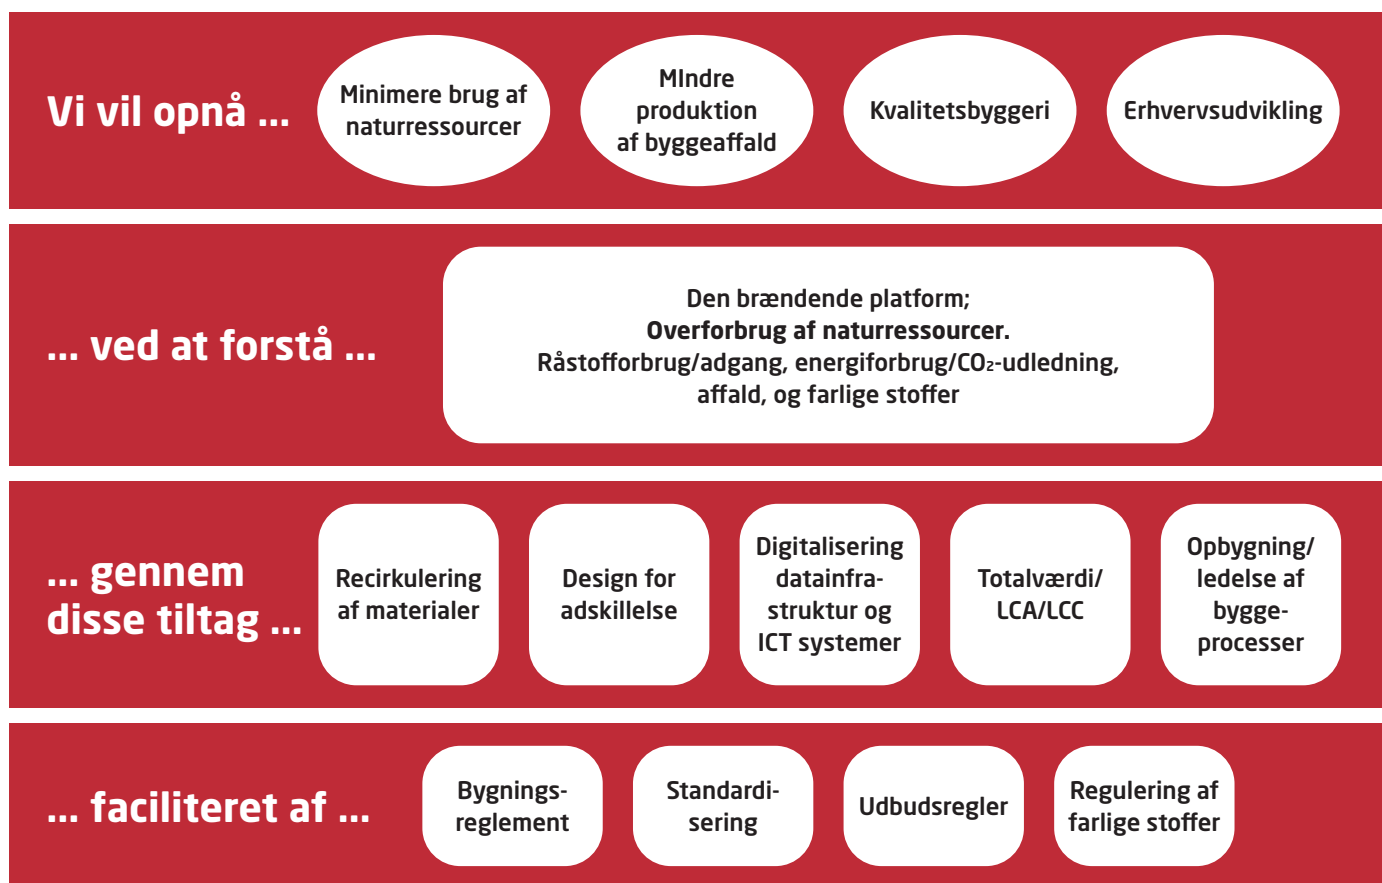 Vi vil opnå ...
Minimere brug af
naturressourcer
MIndre
produktion
af byggeaffald
Kvalitetsbyggeri
Erhvervsudvikling
... ved at forstå ...
Den brændende platform;
Overforbrug af naturressourcer.
Råstofforbrug/adgang, energiforbrug/CO₂-udledning,
affald, og farlige stoffer
... gennem
disse tiltag ...
Recirkulering
af materialer
Design for
adskillelse
Digitalisering
datainfra-
struktur og
ICT systemer
Totalværdi/
LCA/LCC
Opbygning/
ledelse af
bygge-
processer
... faciliteret af ...
Bygnings-
reglement
Standardi-
sering
Udbudsregler
Regulering af
farlige stoffer